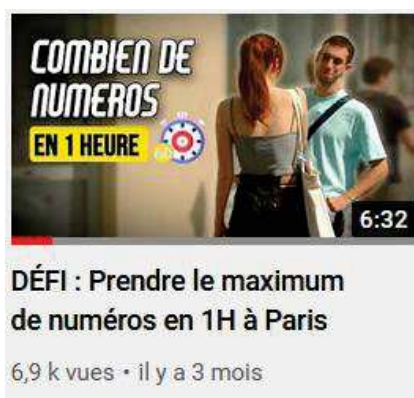 COMBIEN DE
NUMEROS
EN 1 HEURE
60
6:32
DÉFI : Prendre le maximum
de numéros en 1H à Paris
6,9 k vues • il y a 3 mois